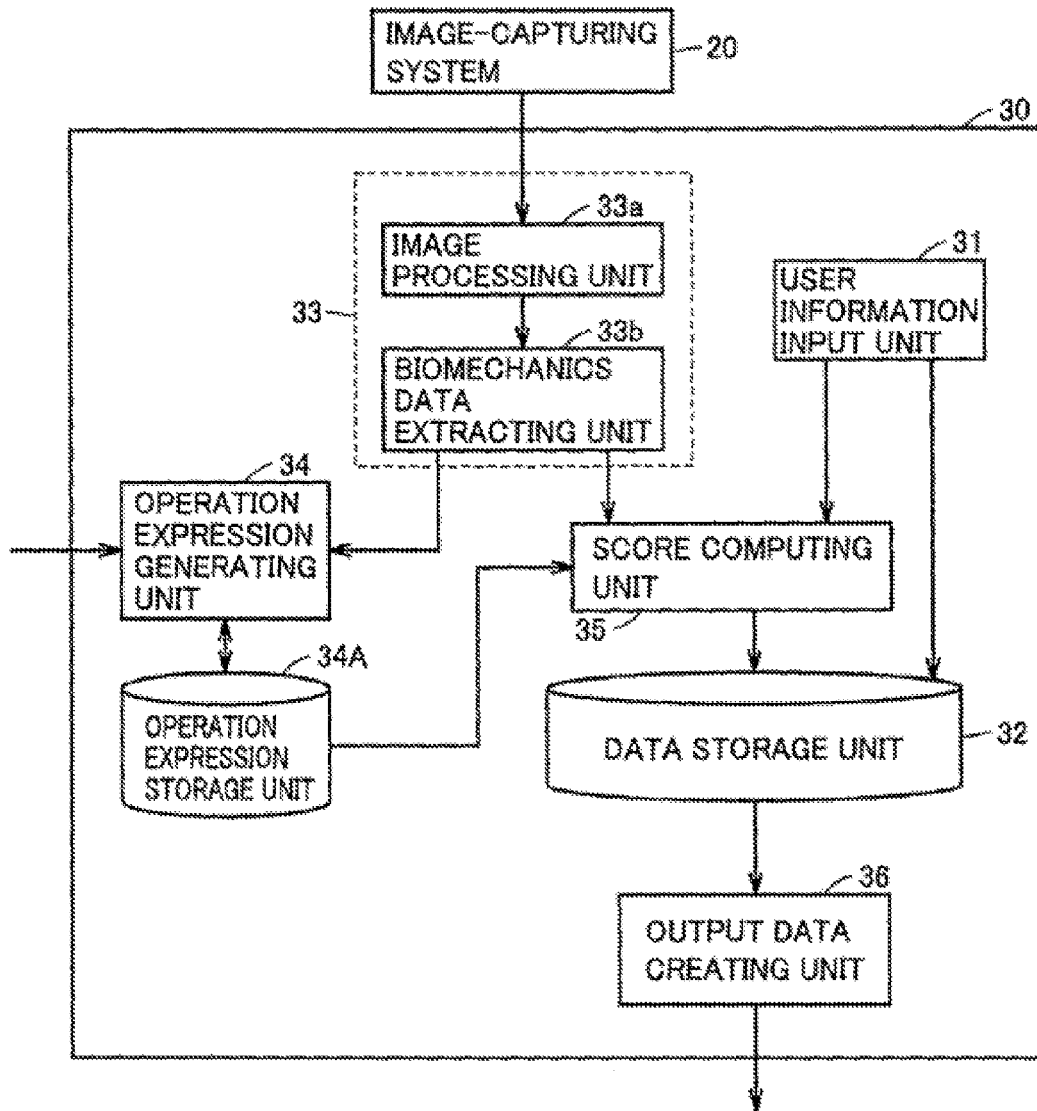 IMAGE-CAPTURING
SYSTEM
20
30
33a
IMAGE
PROCESSING UNIT
33
33b
BIOMECHANICS
DATA
EXTRACTING UNIT
31
USER
INFORMATION
INPUT UNIT
34
OPERATION
EXPRESSION
GENERATING
UNIT
SCORE COMPUTING
UNIT
35
34A
OPERATION
EXPRESSION
STORAGE UNIT
DATA STORAGE UNIT
32
36
OUTPUT DATA
CREATING UNIT